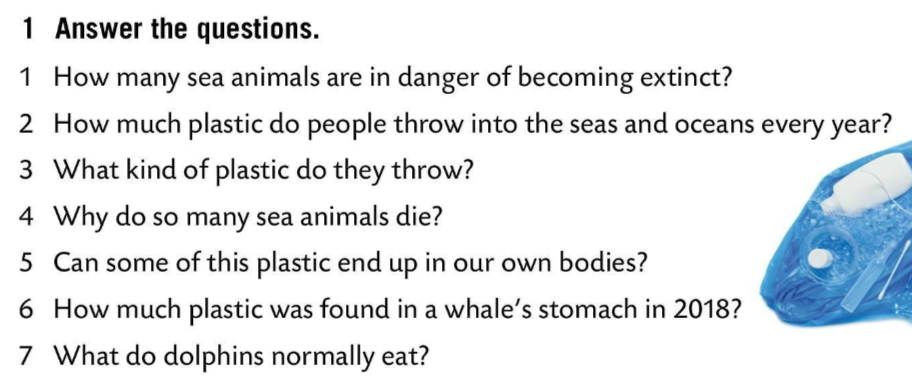 1 Answer the questions.
1 How many sea animals are in danger of becoming extinct?
2 How much plastic do people throw into the seas and oceans every year?
3 What kind of plastic do they throw?
4 Why do so many sea animals die?
5 Can some of this plastic end up in our own bodies?
6 How much plastic was found in a whale's stomach in 2018?
7 What do dolphins normally eat?